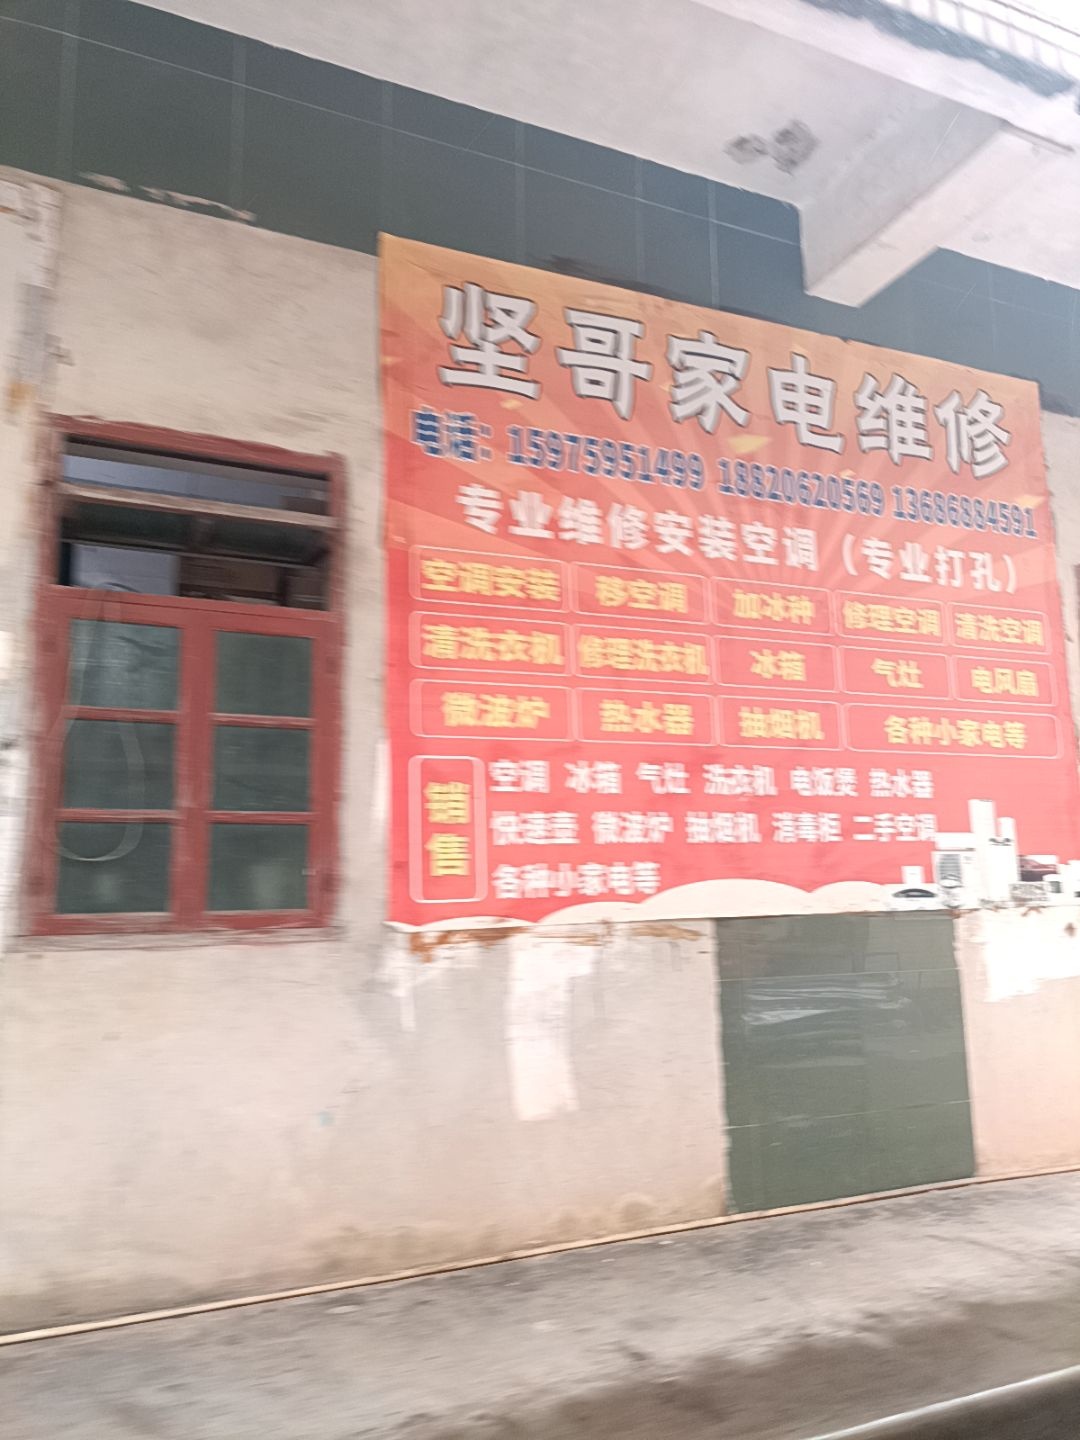 坚哥家电维修
电话：15975951499 18820620569 13686884591
专业维修安装空调（专业打孔）
空调安装 移空调 加冰种 修理空调 清洗空调
清洗衣机 修理洗衣机 冰箱 气灶 电风扇
微波炉 热水器 抽烟机 各种小家电等
销售
空调 冰箱 气灶 洗衣机 电饭煲 热水器
快速壶 微波炉 抽烟机 消毒柜 二手空调
各种小家电等